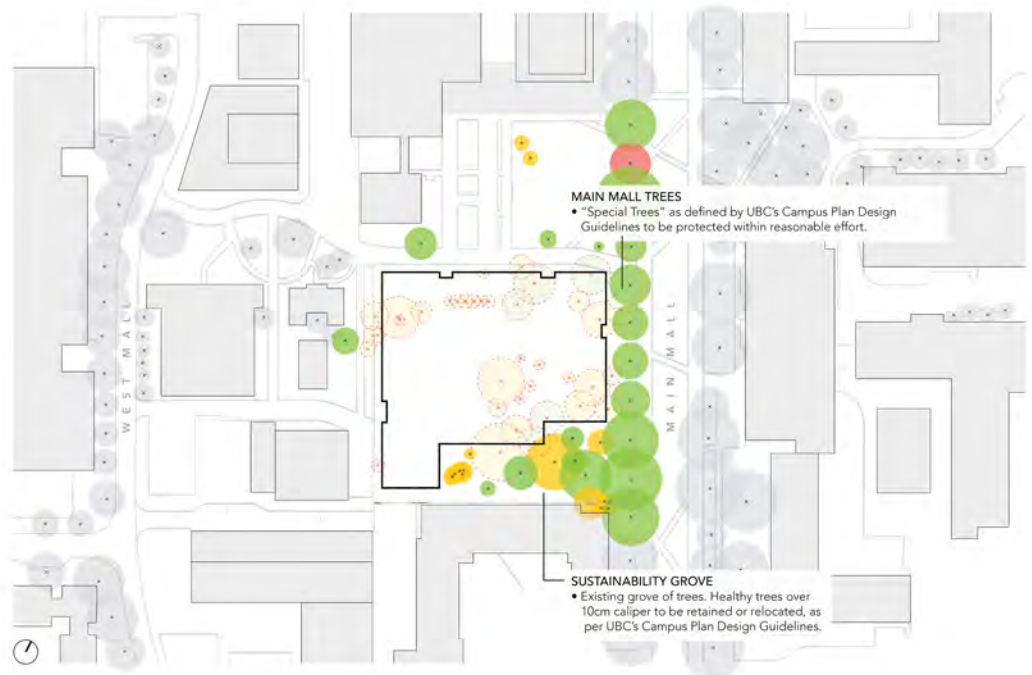 MAIN MALL TREES
• “Special Trees” as defined by UBC’s Campus Plan Design
Guidelines to be protected within reasonable effort.
WEST MALL
MAIN MALL
SUSTAINABILITY GROVE
• Existing grove of trees. Healthy trees over
10cm caliper to be retained or relocated, as
per UBC’s Campus Plan Design Guidelines.